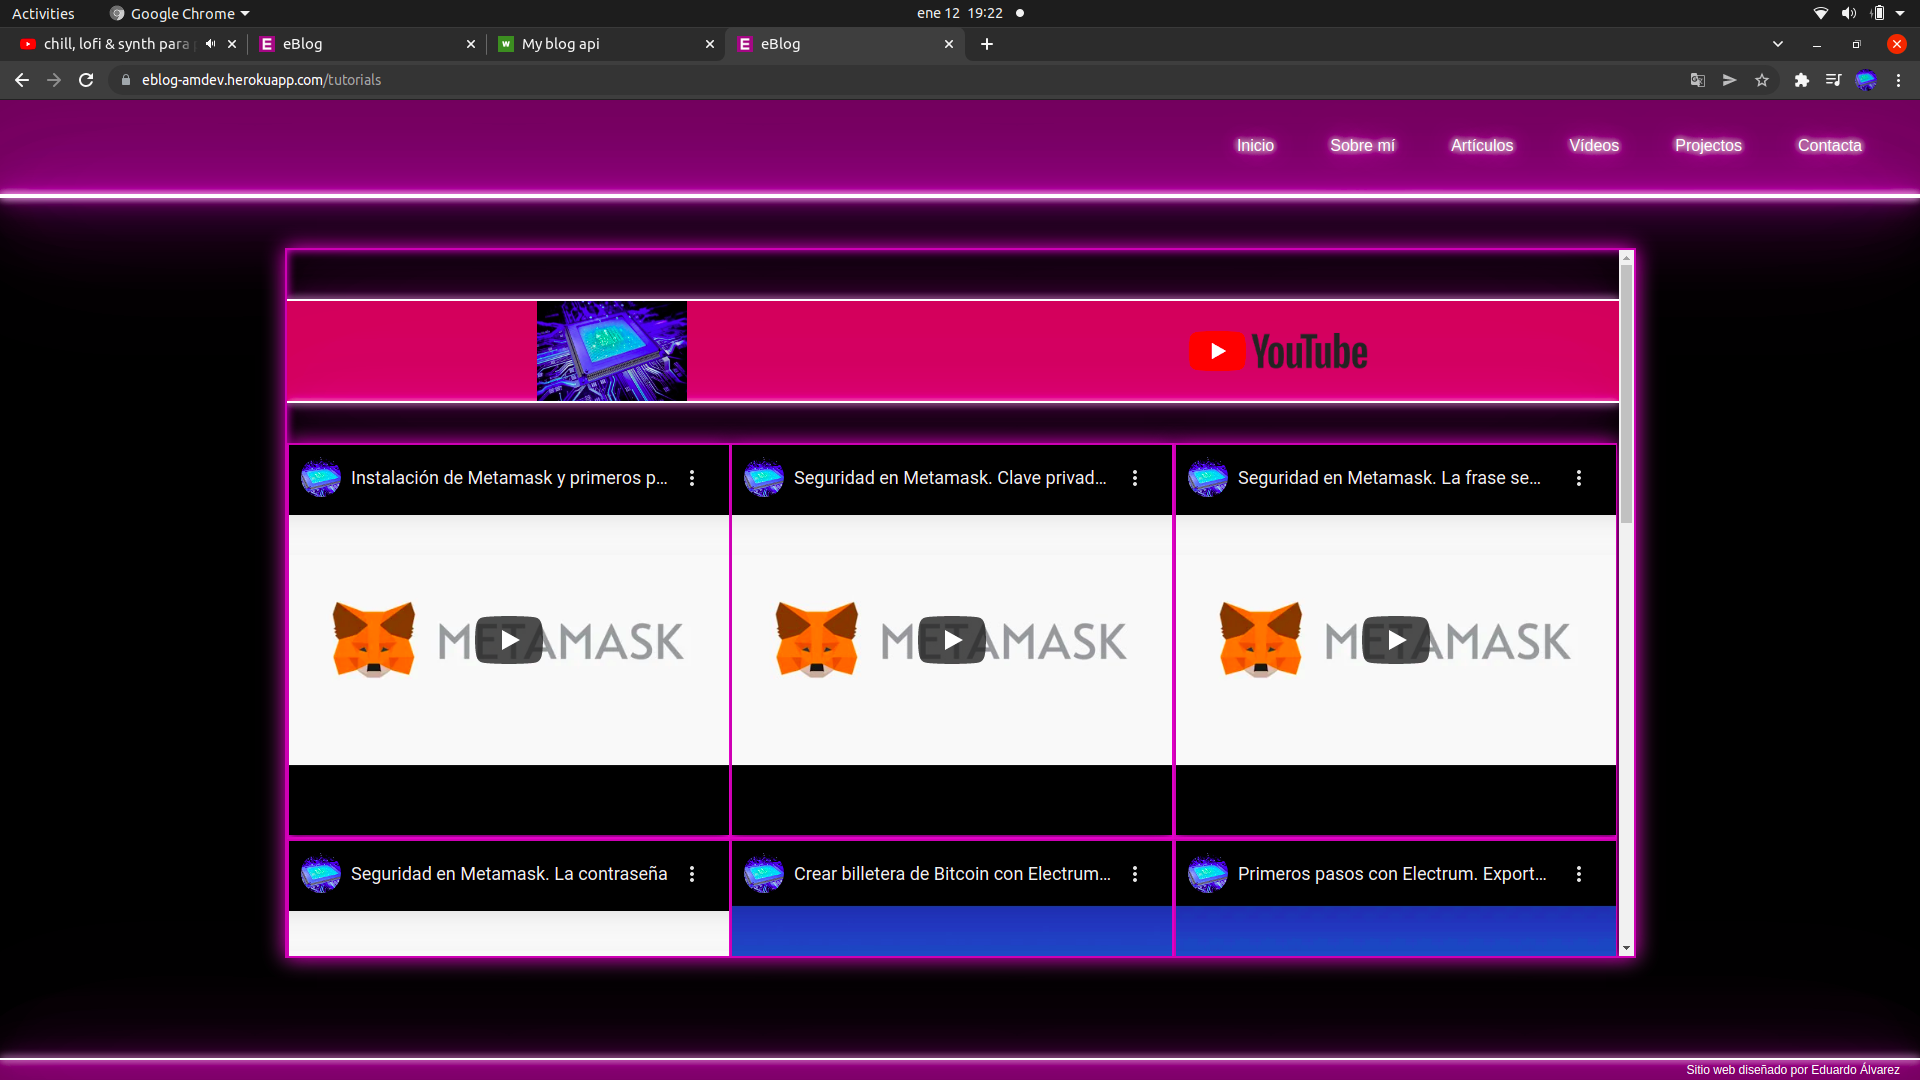 Activities
Google Chrome
ene 12 19:22
chill, lofi & synth para
eBlog
My blog api
eBlog
eblog-amdev.herokuapp.com/tutorials
Inicio
Sobre mí
Artículos
Vídeos
Projectos
Contacta
YouTube
Instalación de Metamask y primeros p...
Seguridad en Metamask. Clave privad...
Seguridad en Metamask. La frase se...
METAMASK
METAMASK
METAMASK
Seguridad en Metamask. La contraseña
Crear billetera de Bitcoin con Electrum...
Primeros pasos con Electrum. Export...
Sitio web diseñado por Eduardo Álvarez